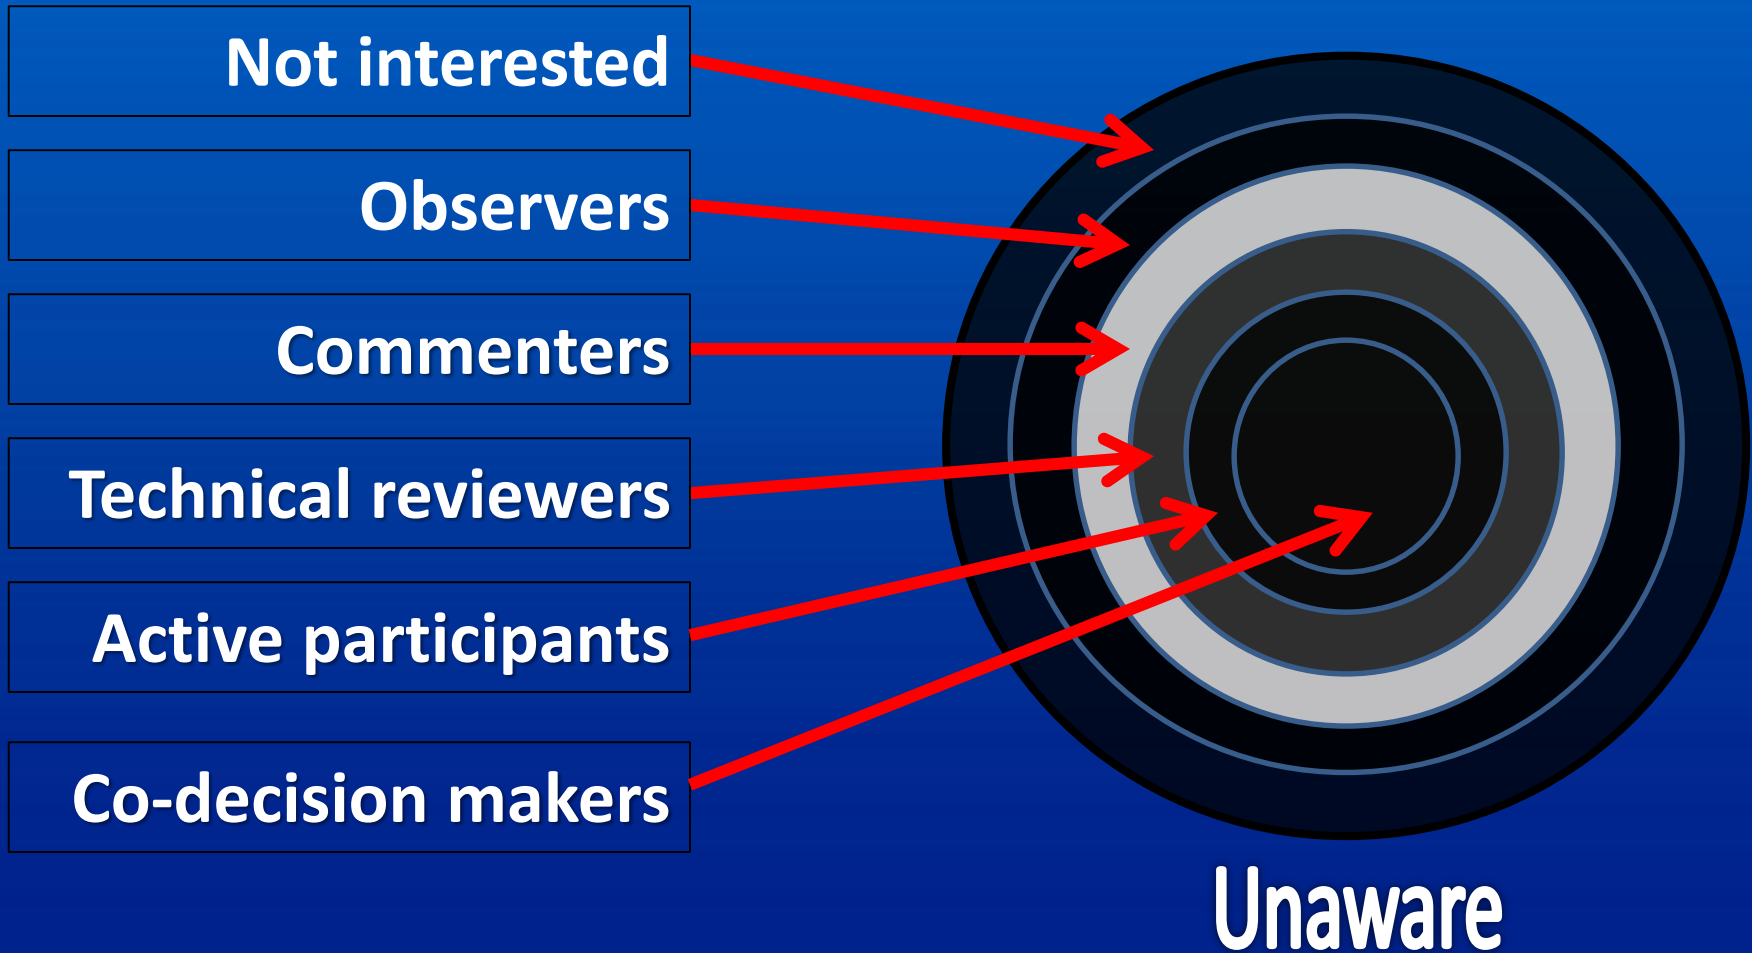 Not interested
Observers
Commenters
Technical reviewers
Active participants
Co-decision makers
Unaware